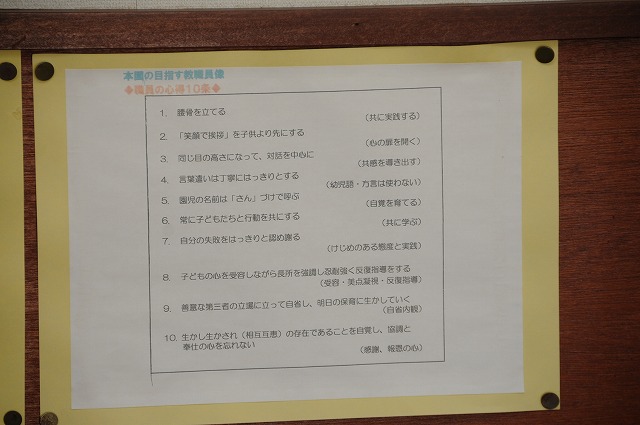 本園の目指す教職員像
◆職員の心得10条◆
1. 腰骨を立てる
(共に実践する)
2. 「笑顔で挨拶」を子供より先にする
(心の扉を開く)
3. 同じ目の高さになって、対話を中心に
(共感を導き出す)
4. 言葉遣いは丁寧にはっきりとする
(幼児語・方言は使わない)
5. 園児の名前は「さん」づけで呼ぶ
(自覚を育てる)
6. 常に子どもたちと行動を共にする
(共に学ぶ)
7. 自分の失敗をはっきりと認め謝る
(けじめのある態度と実践)
8. 子どもの心を受容しながら長所を強調し忍耐強く反復指導をする
(受容・美点凝視・反復指導)
9. 善意な第三者の立場に立って自省し、明日の保育に生かしていく
(自省内観)
10. 生かし生かされ(相互互恵)の存在であることを自覚し、協調と
奉仕の心を忘れない
(感謝、報恩の心)